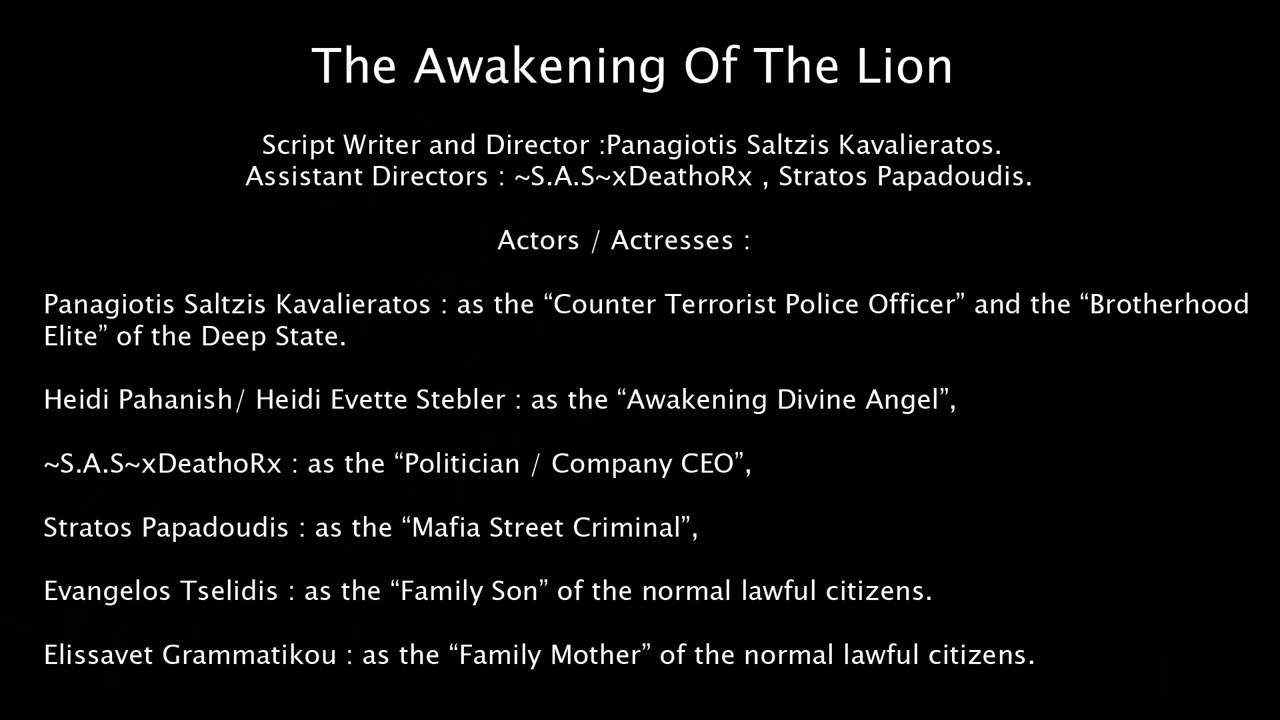 The Awakening Of The Lion
Script Writer and Director :Panagiotis Saltzis Kavalieratos.
Assistant Directors : ~S.A.S~xDeathoRx , Stratos Papadoudis.
Actors / Actresses :
Panagiotis Saltzis Kavalieratos : as the “Counter Terrorist Police Officer” and the “Brotherhood
Elite” of the Deep State.
Heidi Pahanish/ Heidi Evette Stebler : as the “Awakening Divine Angel”,
~S.A.S~xDeathoRx : as the “Politician / Company CEO”,
Stratos Papadoudis : as the “Mafia Street Criminal”,
Evangelos Tselidis : as the “Family Son” of the normal lawful citizens.
Elissavet Grammatikou : as the “Family Mother” of the normal lawful citizens.